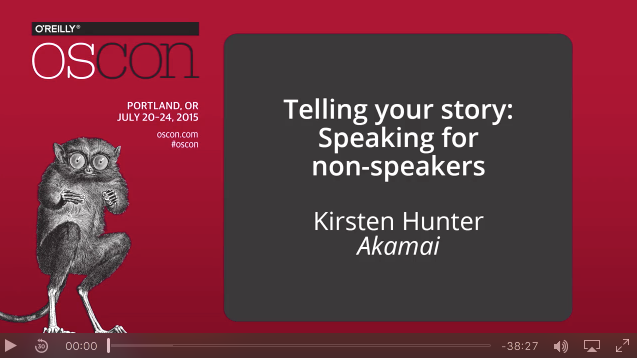 O'REILLY®
OSCON
PORTLAND, OR
JULY 20–24, 2015
oscon.com
#oscon
Telling your story:
Speaking for
non-speakers
Kirsten Hunter
Akamai
30
00:00
-38:27